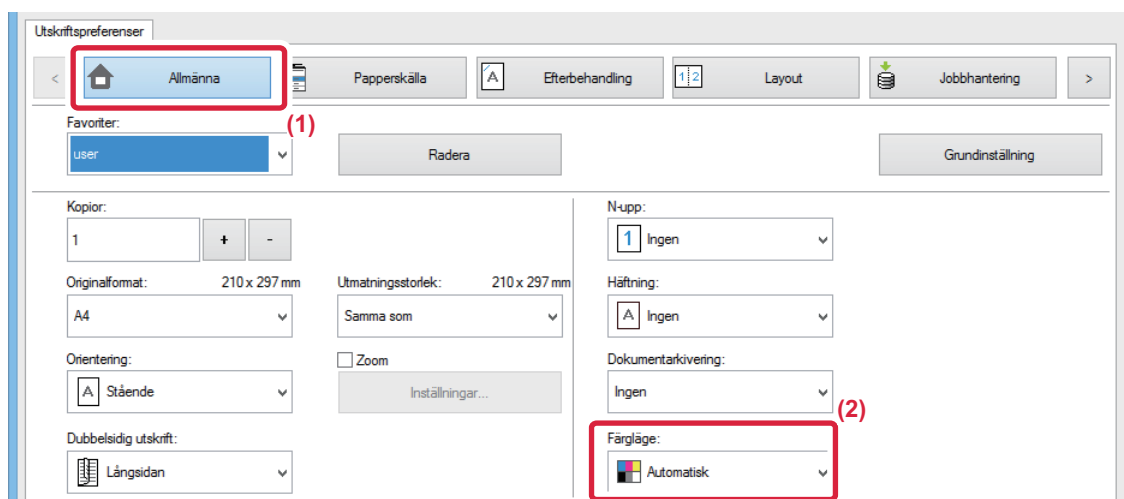 Utskriftspreferenser
< Allmänna Papperskälla A Efterbehandling 1 2 Layout Jobbhantering >
(1)
Favoriter:
user Radera Grundinställning
Kopior: N-upp:
1 + - 1 Ingen
Originalformat: 210 x 297 mm Utmatningsstorlek: 210 x 297 mm Häftning:
A4 Samma som A Ingen
Orientering: Zoom Dokumentarkivering:
A Stående Inställningar... Ingen
(2)
Dubbelsidig utskrift: Färgläge:
Långsidan Automatisk